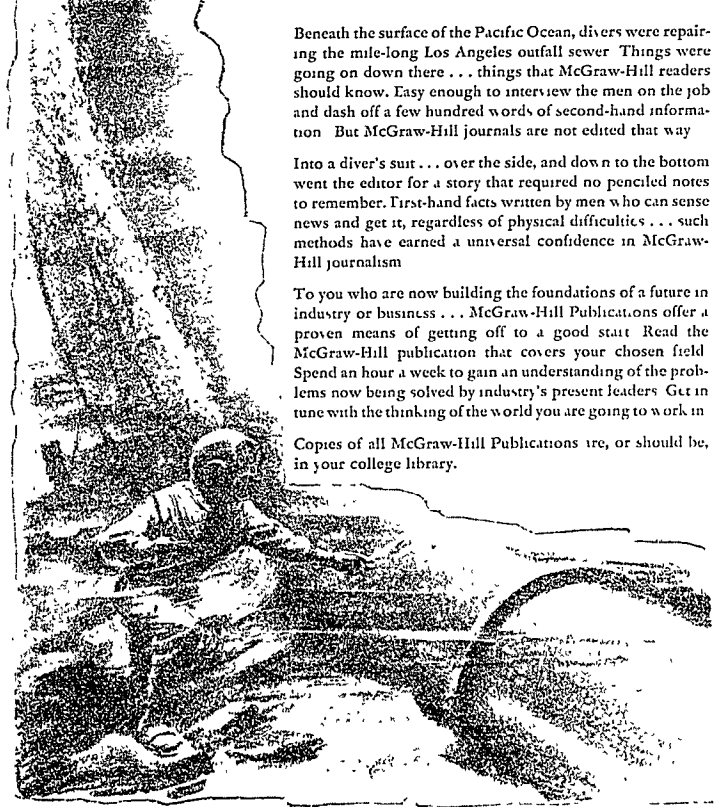 Beneath the surface of the Pacific Ocean, divers were repair-
ing the mile-long Los Angeles outfall sewer Things were
going on down there . . . things that McGraw-Hill readers
should know. Easy enough to interview the men on the job
and dash off a few hundred words of second-hand informa-
tion But McGraw-Hill journals are not edited that way
Into a diver's suit . . . over the side, and down to the bottom
went the editor for a story that required no penciled notes
to remember. First-hand facts written by men who can sense
news and get it, regardless of physical difficulties . . . such
methods have earned a universal confidence in McGraw-
Hill journalism
To you who are now building the foundations of a future in
industry or business . . . McGraw-Hill Publications offer a
proven means of getting off to a good start Read the
McGraw-Hill publication that covers your chosen field
Spend an hour a week to gain an understanding of the prob-
lems now being solved by industry's present leaders Get in
tune with the thinking of the world you are going to work in
Copies of all McGraw-Hill Publications are, or should be,
in your college library.